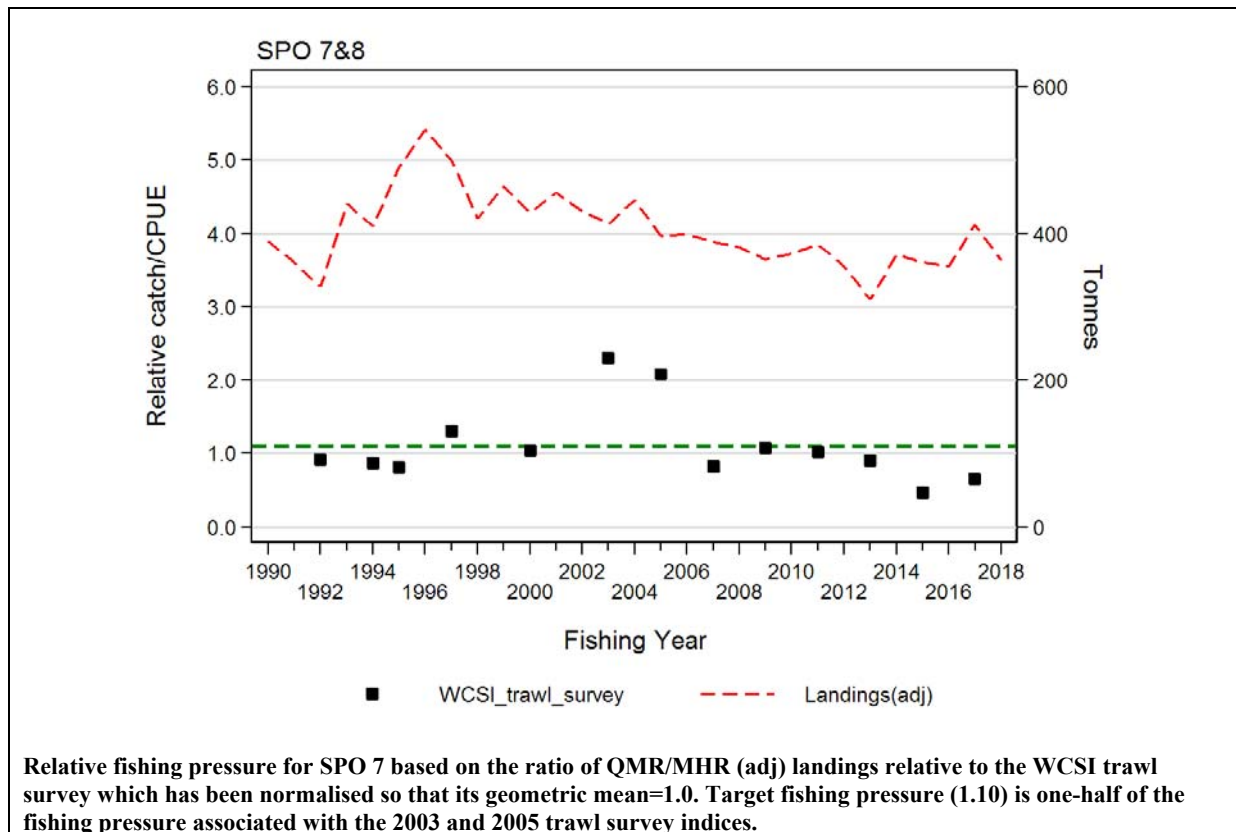 SPO 7&8
6.0
5.0
4.0
3.0
2.0
1.0
0.0
Relative catch/CPUE
600
400
200
0
Tonnes
1990 1994 1996 1998 2002 2004 2006 2010 2014 2018
1992 1996 2000 2004 2008 2012 2016
Fishing Year
WCSI_trawl_survey Landings(adj)
Relative fishing pressure for SPO 7 based on the ratio of QMR/MHR (adj) landings relative to the WCSI trawl
survey which has been normalised so that its geometric mean=1.0. Target fishing pressure (1.10) is one-half of the
fishing pressure associated with the 2003 and 2005 trawl survey indices.